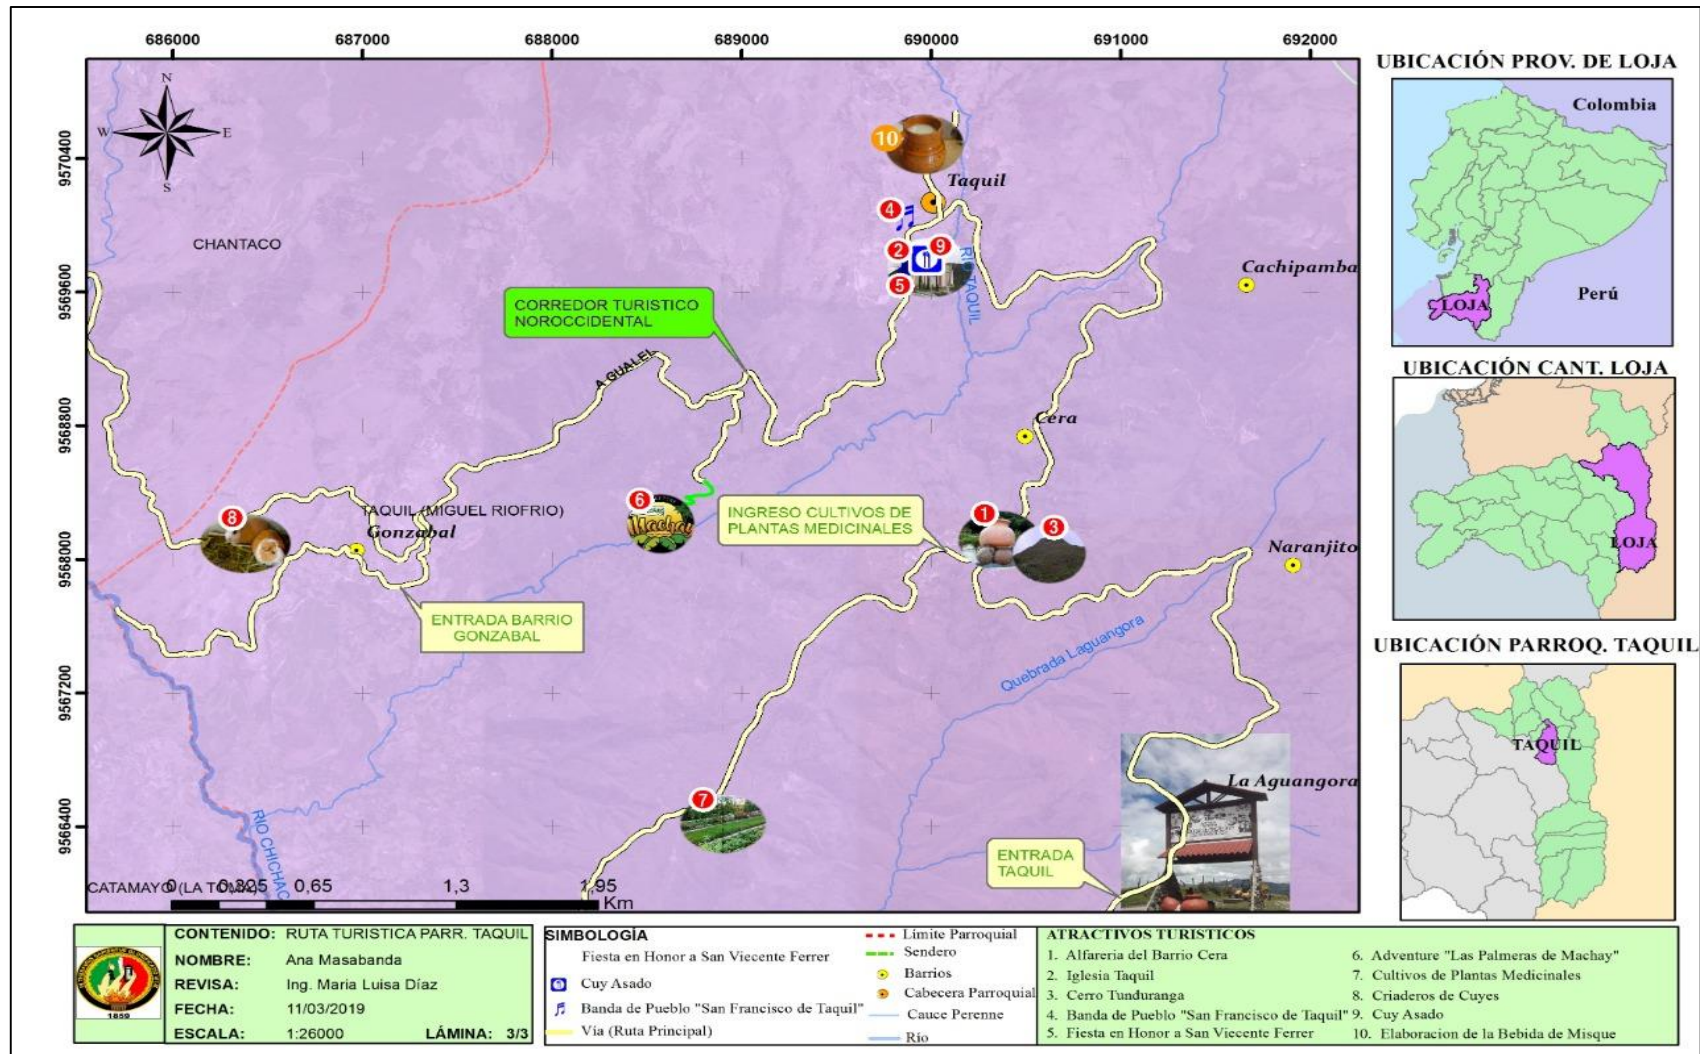 686000 687000 688000 689000 690000 691000 692000
9570400
9569600
9568800
9568000
9567200
9566400
N
W E
S
CHANTACO
10
Taquil
4
2
9
5
RIO TAQUIL
Cachipamba
CORREDOR TURISTICO
NOROCCIDENTAL
A GUALEL
Cera
6
Machay
INGRESO CULTIVOS DE
PLANTAS MEDICINALES
1
3
8
TAQUIL (MIGUEL RIOFRIO)
Gonzabal
Naranjito
ENTRADA BARRIO
GONZABAL
Quebrada Laguangora
7
La Aguangora
ENTRADA
TAQUIL
RIO CHICHAC
CATAMAYO (LA TOMA)
0 0,325 0,65 1,3 1,95
Km
UBICACIÓN PROV. DE LOJA
Colombia
Perú
LOJA
UBICACIÓN CANT. LOJA
LOJA
UBICACIÓN PARROQ. TAQUIL
TAQUIL
1859
CONTENIDO: RUTA TURISTICA PARR. TAQUIL
NOMBRE: Ana Masabanda
REVISA: Ing. Maria Luisa Díaz
FECHA: 11/03/2019
ESCALA: 1:26000 LÁMINA: 3/3
SIMBOLOGÍA
Fiesta en Honor a San Viecente Ferrer
Cuy Asado
Banda de Pueblo "San Francisco de Taquil"
Vía (Ruta Principal)
Límite Parroquial
Sendero
Barrios
Cabecera Parroquial
Cauce Perenne
Río
ATRACTIVOS TURISTICOS
1. Alfareria del Barrio Cera
2. Iglesia Taquil
3. Cerro Tunduranga
4. Banda de Pueblo "San Francisco de Taquil"
5. Fiesta en Honor a San Viecente Ferrer
6. Adventure "Las Palmeras de Machay"
7. Cultivos de Plantas Medicinales
8. Criaderos de Cuyes
9. Cuy Asado
10. Elaboracion de la Bebida de Misque